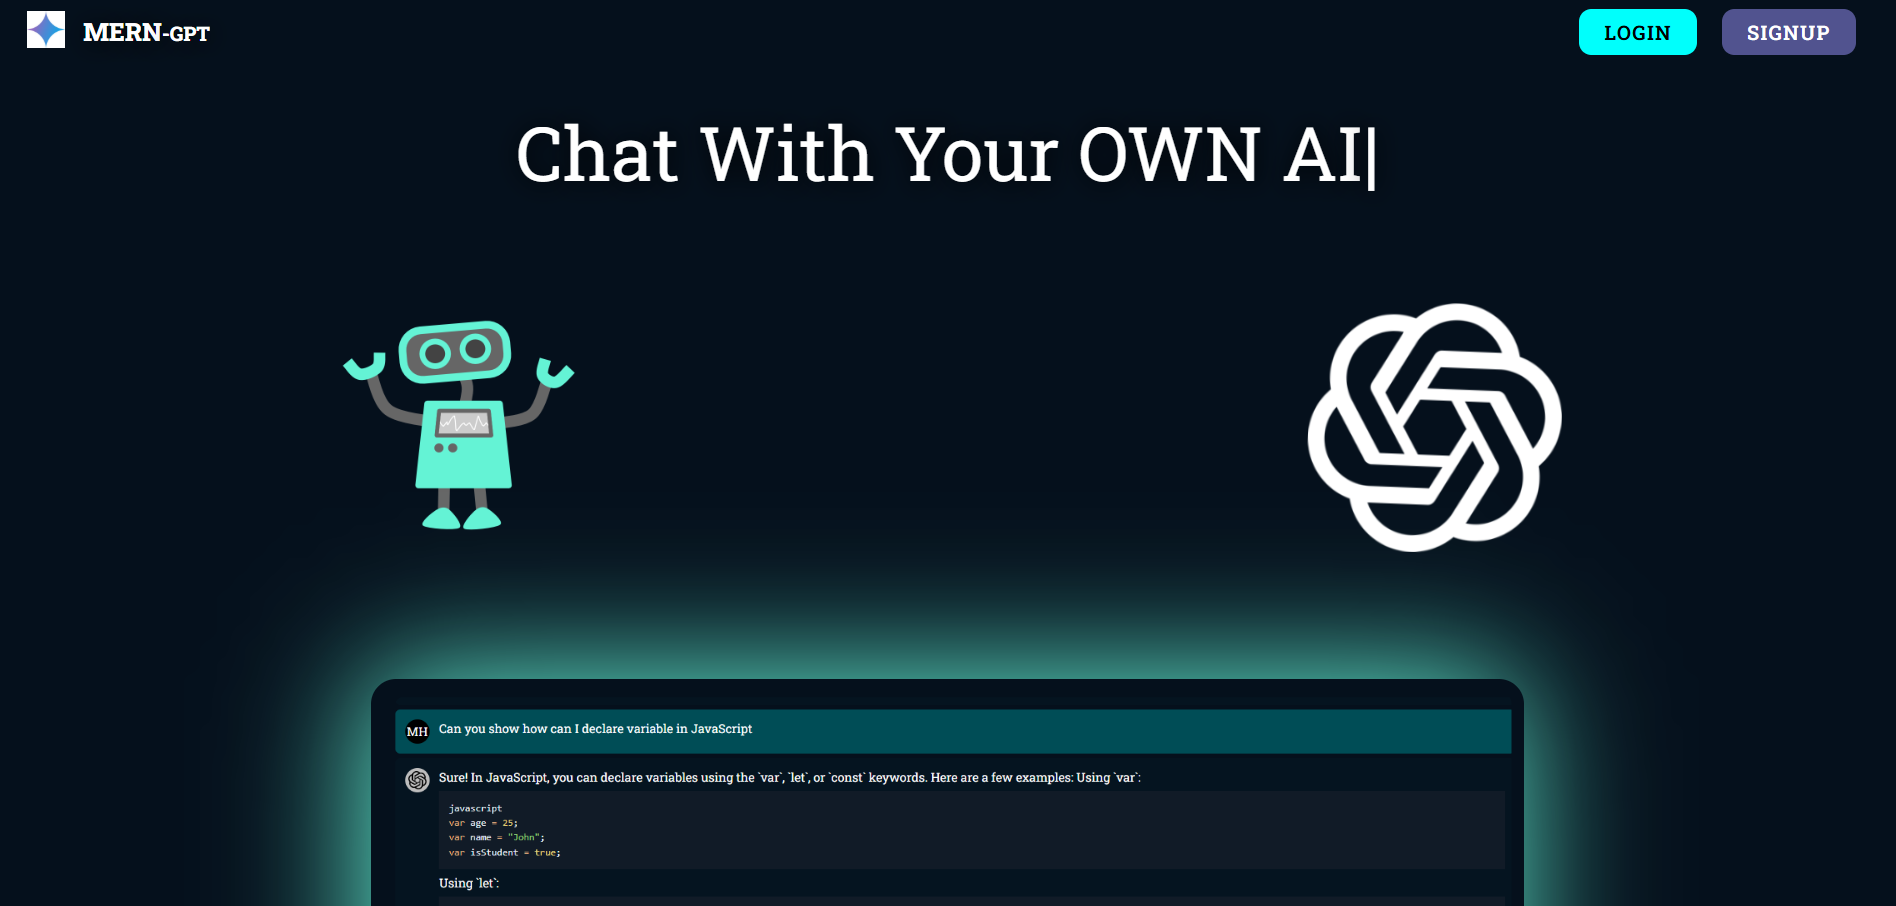 MERN-GPT
LOGIN
SIGNUP
Chat With Your OWN AI|
MH
Can you show how can I declare variable in JavaScript
Sure! In JavaScript, you can declare variables using the `var`, `let`, or `const` keywords. Here are a few examples: Using `var`:
javascript
var age = 25;
var name = "John";
var isStudent = true;
Using `let`: